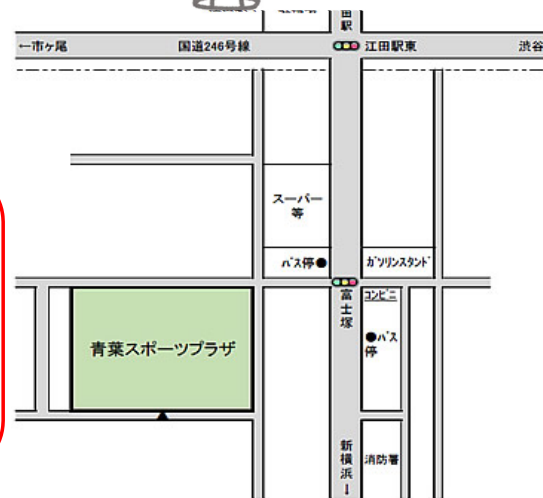 田
駅
←市ヶ尾
国道246号線
江田駅東
渋谷
スーパー
等
バス停●
ガソリンスタンド
富士塚
コンビニ
●バス
停
青葉スポーツプラザ
新横浜↓
消防署